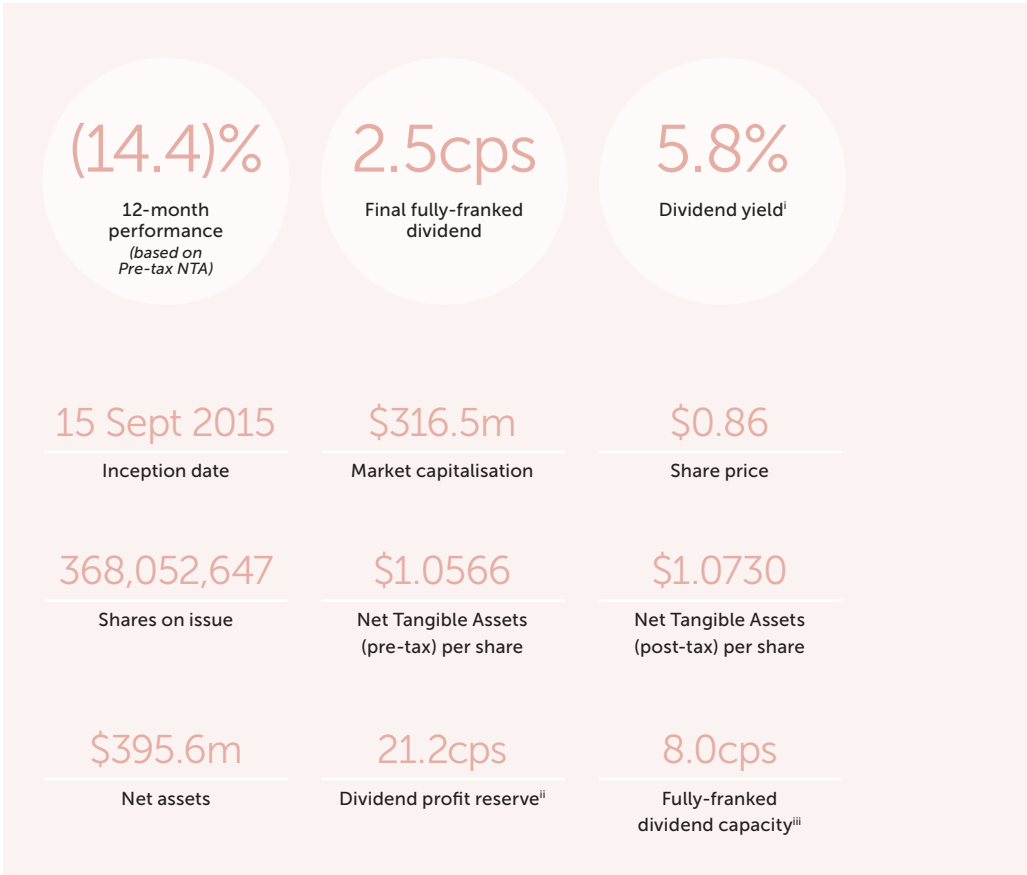 (14.4)%
12-month
performance
(based on
Pre-tax NTA)
2.5cps
Final fully-franked
dividend
5.8%
Dividend yieldⁱ
15 Sept 2015
Inception date
$316.5m
Market capitalisation
$0.86
Share price
368,052,647
Shares on issue
$1.0566
Net Tangible Assets
(pre-tax) per share
$1.0730
Net Tangible Assets
(post-tax) per share
$395.6m
Net assets
21.2cps
Dividend profit reserveⁱⁱ
8.0cps
Fully-franked
dividend capacityⁱⁱⁱ